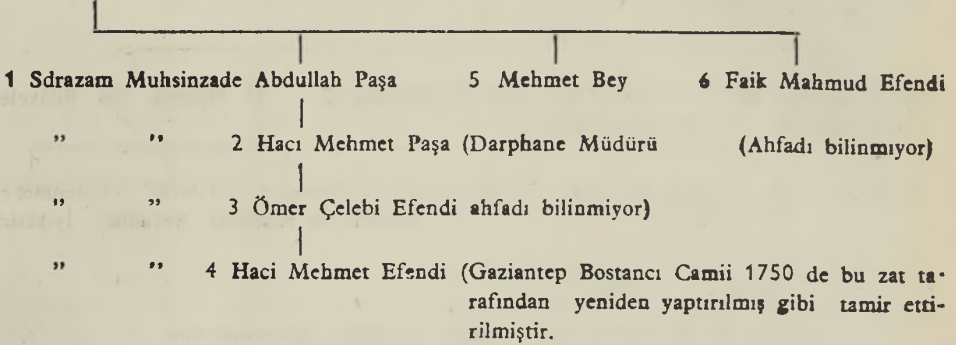 1 Sdrazam Muhsinzade Abdullah Paşa 5 Mehmet Bey 6 Faik Mahmud Efendi
" " 2 Hacı Mehmet Paşa (Darphane Müdürü (Ahfadı bilinmıyor)
" " 3 Ömer Çelebi Efendi ahfadı bilinmiyor)
" " 4 Haci Mehmet Efendi (Gaziantep Bostancı Camii 1750 de bu zat ta-
rafından yeniden yaptırılmış gibi tamir etti-
rilmiştir.